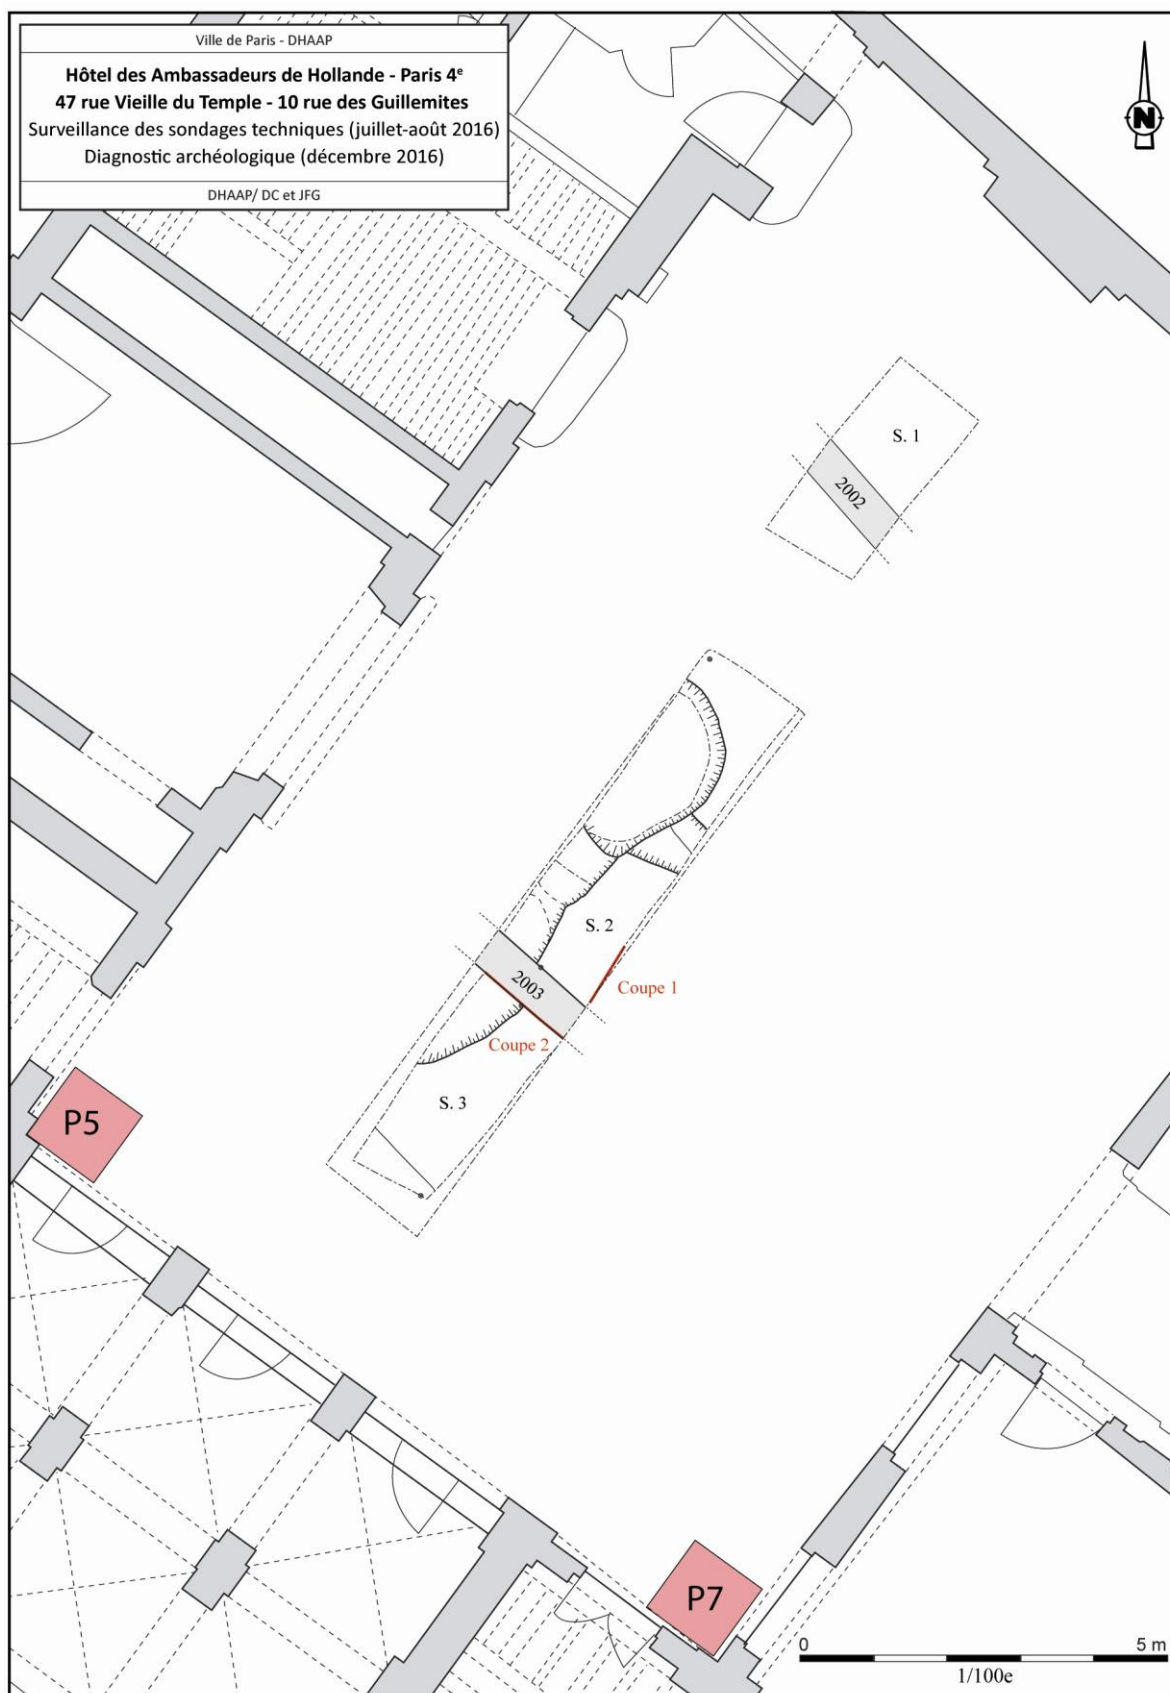 Ville de Paris - DHAAP
Hôtel des Ambassadeurs de Hollande - Paris 4e
47 rue Vieille du Temple - 10 rue des Guillemites
Surveillance des sondages techniques (juillet-août 2016)
Diagnostic archéologique (décembre 2016)
DHAAP/ DC et JFG
N
S. 1
2002
S. 2
2003
Coupe 1
Coupe 2
S. 3
P5
P7
0 5 m
1/100e